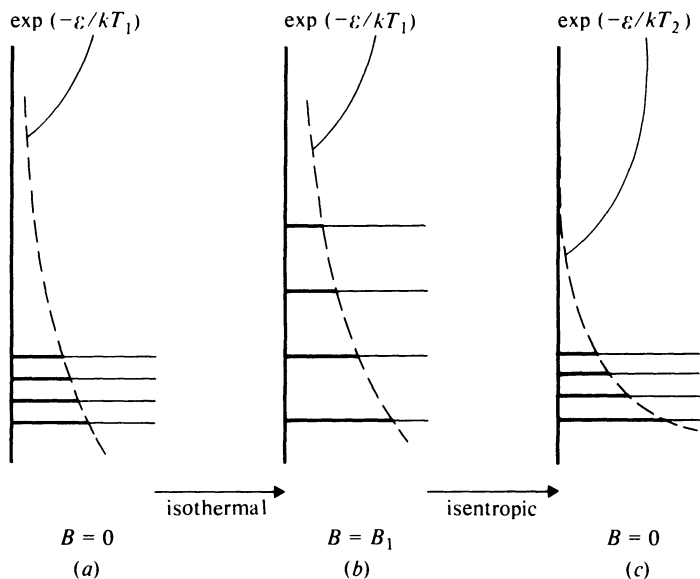 exp (−ε/kT₁)
exp (−ε/kT₁)
exp (−ε/kT₂)
isothermal
isentropic
B = 0
B = B₁
B = 0
(a)
(b)
(c)